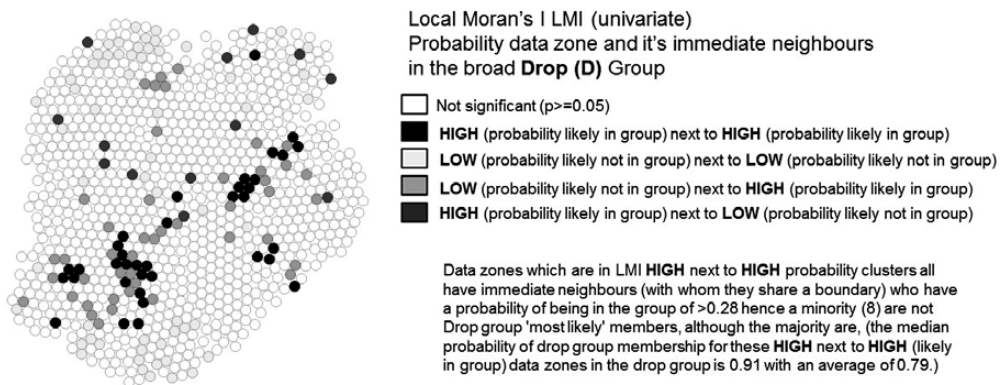 Local Moran's I LMI (univariate)
Probability data zone and it's immediate neighbours
in the broad Drop (D) Group
Not significant (p>=0.05)
HIGH (probability likely in group) next to HIGH (probability likely in group)
LOW (probability likely not in group) next to LOW (probability likely not in group)
LOW (probability likely not in group) next to HIGH (probability likely in group)
HIGH (probability likely in group) next to LOW (probability likely not in group)
Data zones which are in LMI HIGH next to HIGH probability clusters all
have immediate neighbours (with whom they share a boundary) who have
a probability of being in the group of >0.28 hence a minority (8) are not
Drop group 'most likely' members, although the majority are, (the median
probability of drop group membership for these HIGH next to HIGH (likely
in group) data zones in the drop group is 0.91 with an average of 0.79.)